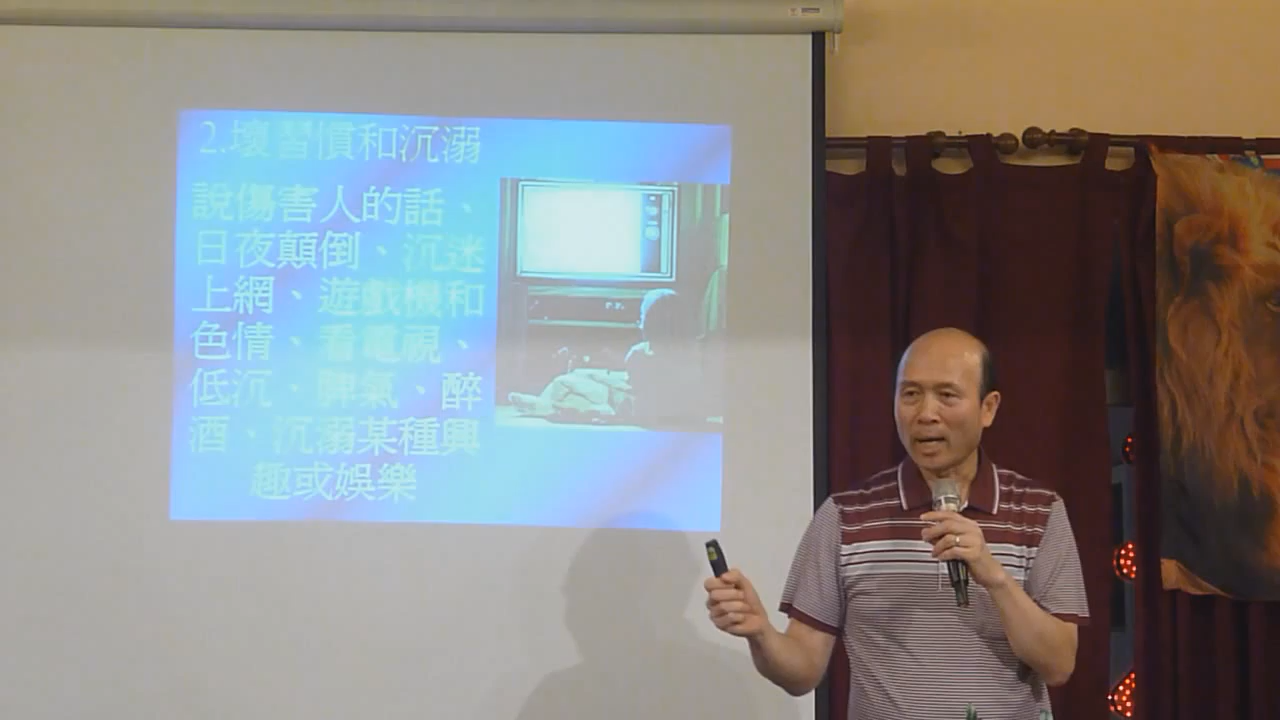 2.壞習慣和沉溺
說傷害人的話、
日夜顛倒、沉迷
上網、遊戲機和
色情、看電視、
低沉、脾氣、醉
酒、沉溺某種興
趣或娛樂